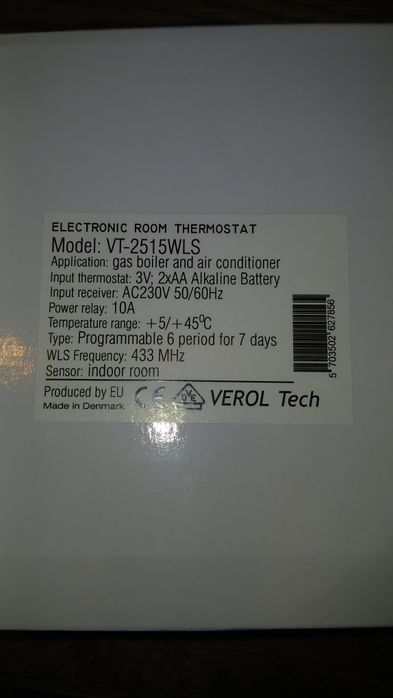 ELECTRONIC ROOM THERMOSTAT
Model: VT-2515WLS
Application: gas boiler and air conditioner
Input thermostat: 3V; 2xAA Alkaline Battery
Input receiver: AC230V 50/60Hz
Power relay: 10A
Temperature range: +5/+45⁰C
Type: Programmable 6 period for 7 days
WLS Frequency: 433 MHz
Sensor: indoor room
5 703502 627856
Produced by EU
Made in Denmark
CE
VEROL Tech